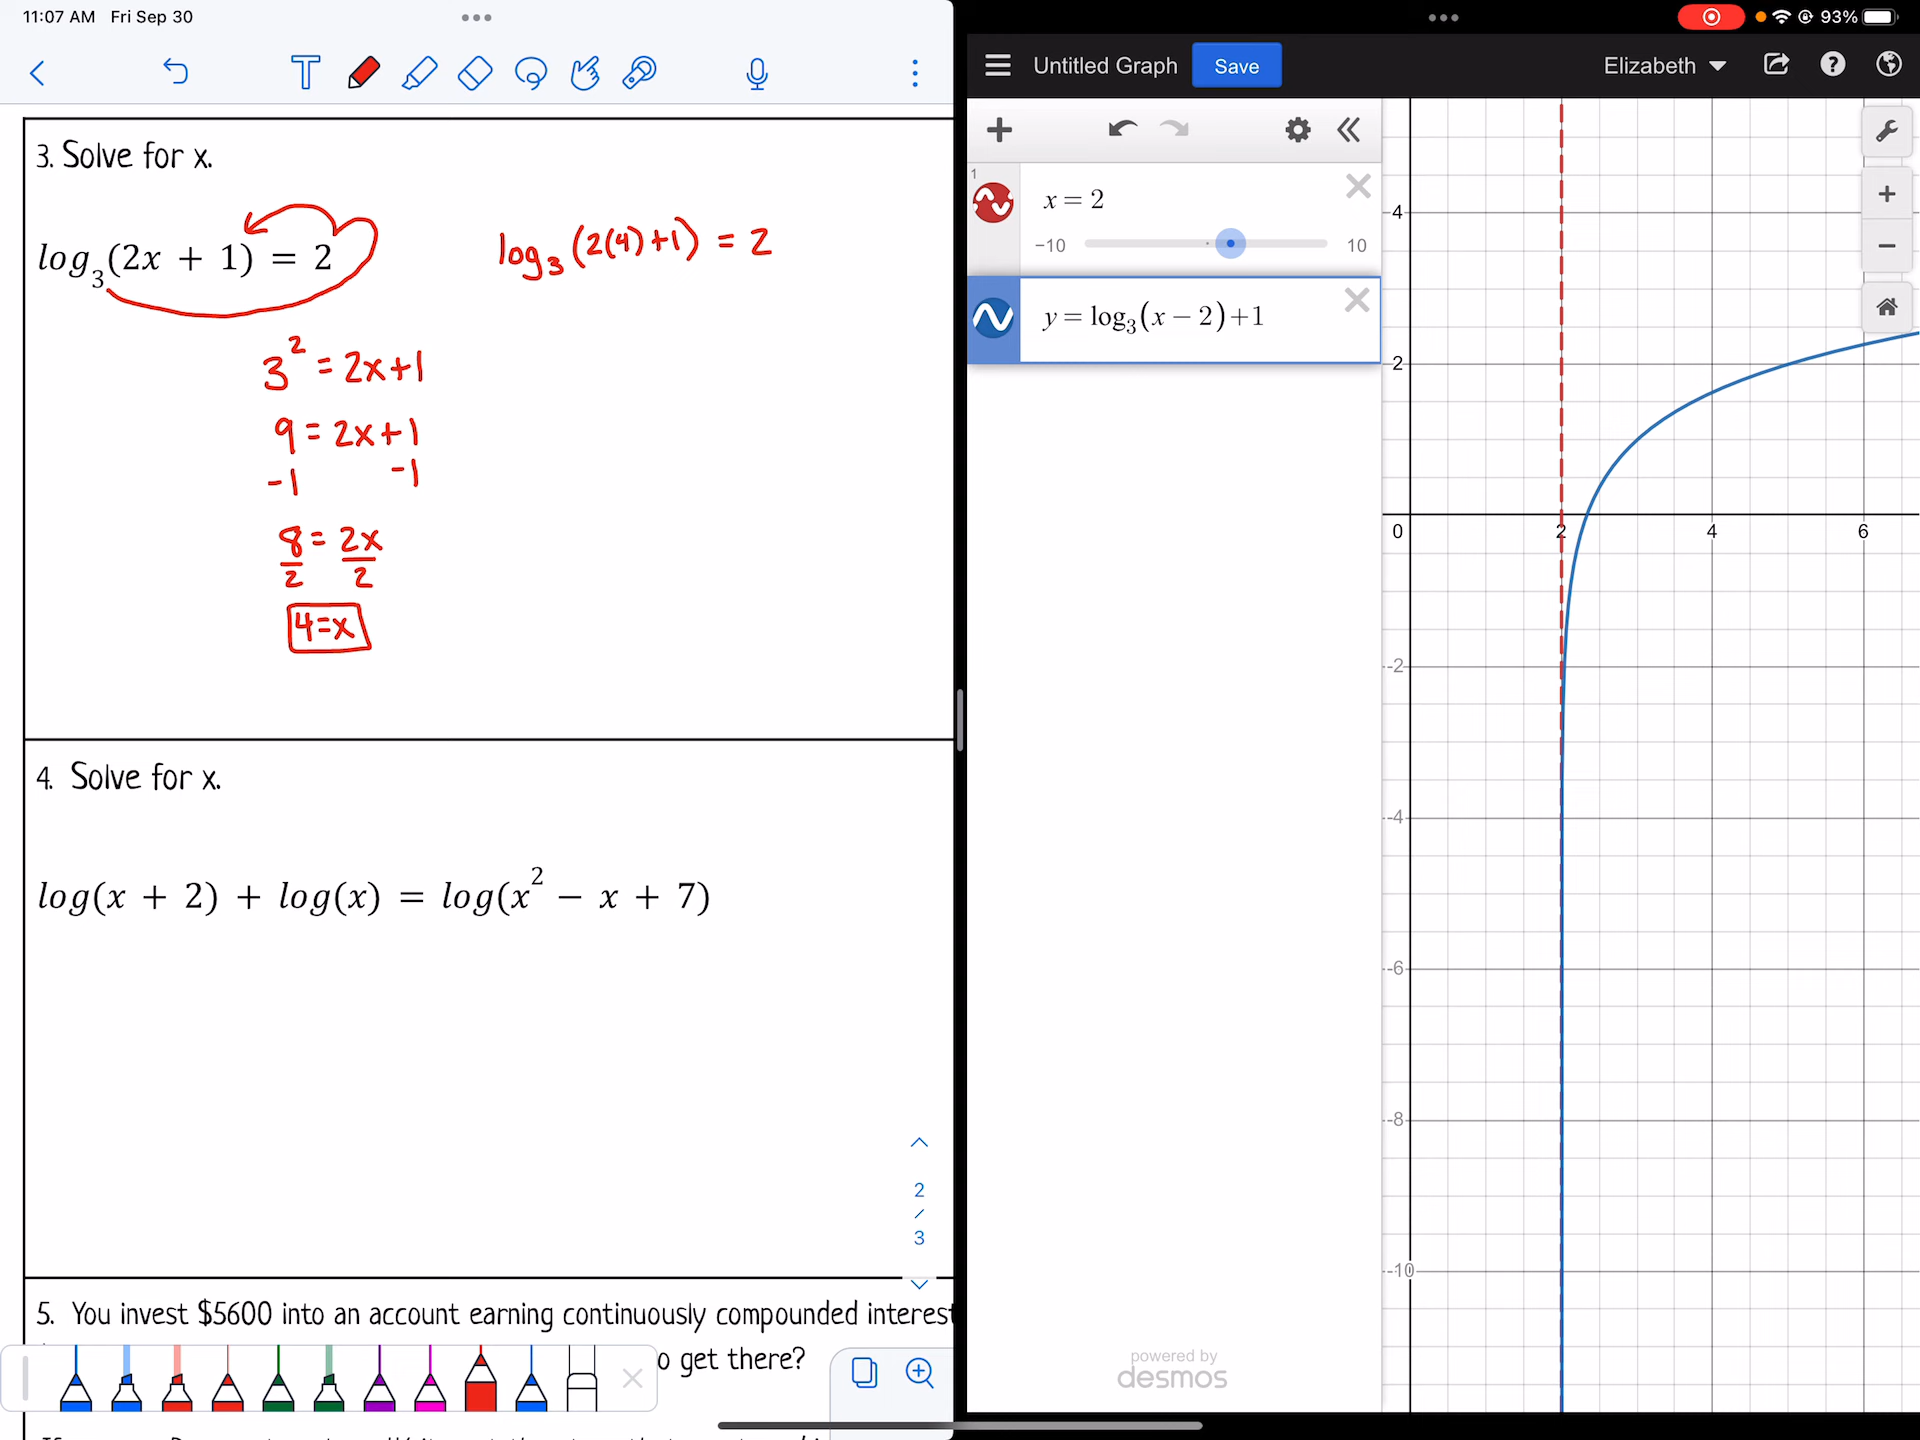 11:07 AM Fri Sep 30
93%
Untitled Graph
Save
Elizabeth
3. Solve for x.
log₃(2x + 1) = 2
log₃(2(4)+1) = 2
3² = 2x+1
9 = 2x+1
-1 -1
8/2 = 2x/2
4=x
4. Solve for x.
log(x + 2) + log(x) = log(x² − x + 7)
2
/
3
5. You invest $5600 into an account earning continuously compounded interest
o get there?
1
x = 2
-10
10
y = log₃(x − 2)+1
4
2
0
2
4
6
-2
-4
-6
-8
-10
powered by
desmos